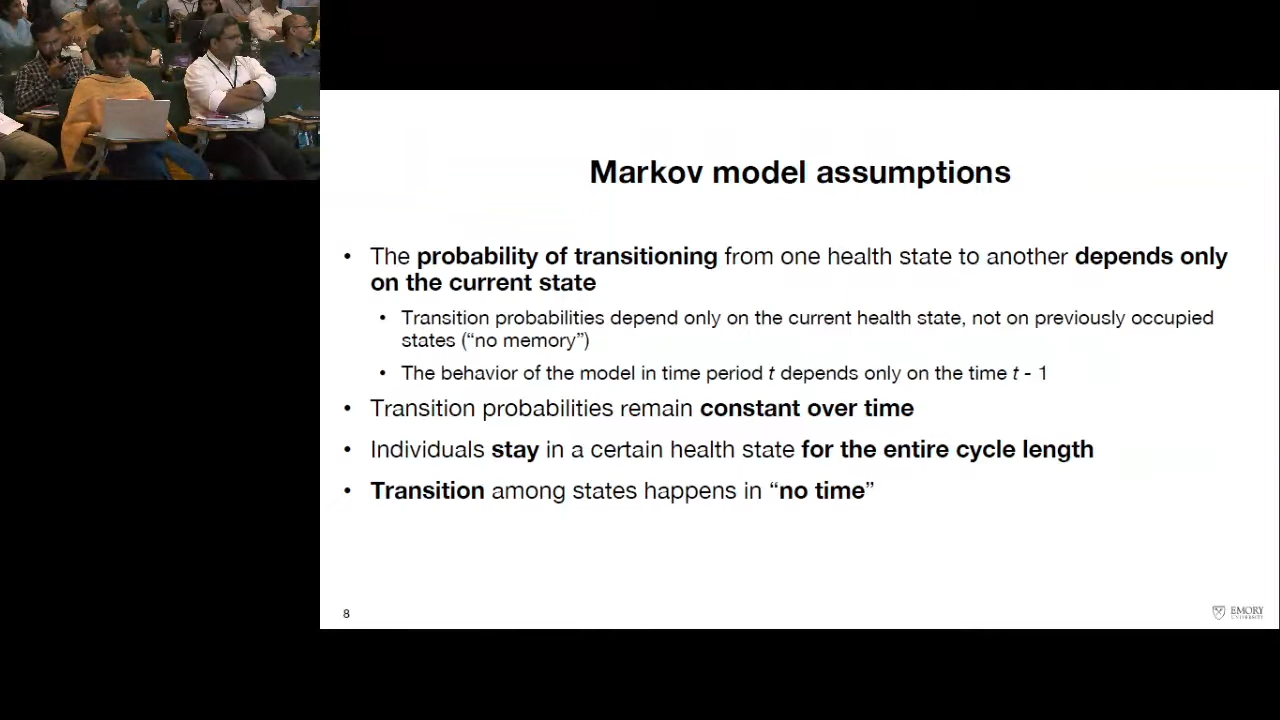 Markov model assumptions
• The probability of transitioning from one health state to another depends only
on the current state
• Transition probabilities depend only on the current health state, not on previously occupied
states (“no memory”)
• The behavior of the model in time period t depends only on the time t - 1
• Transition probabilities remain constant over time
• Individuals stay in a certain health state for the entire cycle length
• Transition among states happens in “no time”
8
EMORY
UNIVERSITY